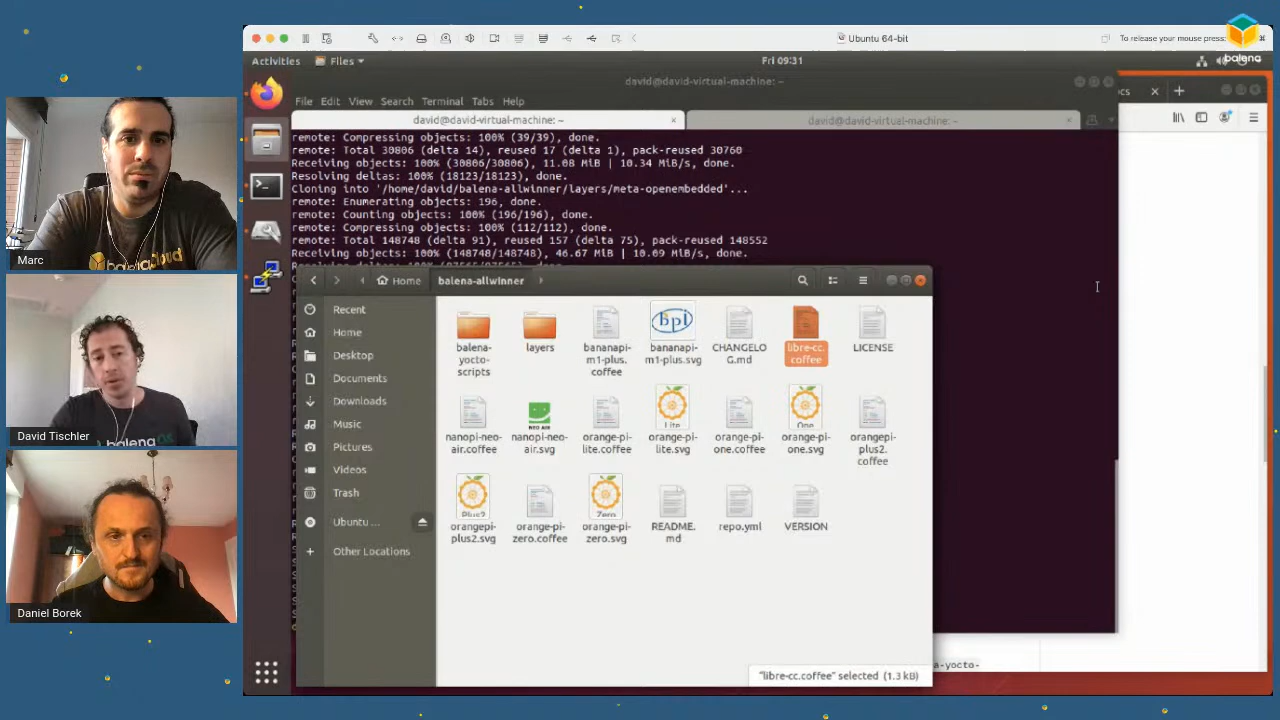 Ubuntu 64-bit
To release your mouse press:
balena
Activities
Files
Fri 09:31
david@david-virtual-machine: ~
File Edit View Search Terminal Tabs Help
david@david-virtual-machine: ~
david@david-virtual-machine: ~
remote: Compressing objects: 100% (39/39), done.
remote: Total 30806 (delta 14), reused 17 (delta 1), pack-reused 30760
Receiving objects: 100% (30806/30806), 11.08 MiB | 10.34 MiB/s, done.
Resolving deltas: 100% (18123/18123), done.
Cloning into '/home/david/balena-allwinner/layers/meta-openembedded'...
remote: Enumerating objects: 196, done.
remote: Counting objects: 100% (196/196), done.
remote: Compressing objects: 100% (112/112), done.
remote: Total 148748 (delta 91), reused 157 (delta 75), pack-reused 148552
Receiving objects: 100% (148748/148748), 46.67 MiB | 10.09 MiB/s, done.
Home
balena-allwinner
Recent
Home
Desktop
Documents
Downloads
Music
Pictures
Videos
Trash
Ubuntu ...
Other Locations
balena-
yocto-
scripts
layers
bananapi-
m1-plus.
coffee
bpi
bananapi-
m1-plus.svg
CHANGELO
G.md
libre-cc.
coffee
LICENSE
nanopi-neo-
air.coffee
NEO AIR
nanopi-neo-
air.svg
orange-pi-
lite.coffee
Lite
orange-pi-
lite.svg
orange-pi-
one.coffee
One
orange-pi-
one.svg
orangepi-
plus2.
coffee
Plus2
orangepi-
plus2.svg
orange-pi-
zero.coffee
Zero
orange-pi-
zero.svg
README.
md
repo.yml
VERSION
"libre-cc.coffee" selected (1.3 kB)
Marc
balenaCloud
David Tischler
Daniel Borek